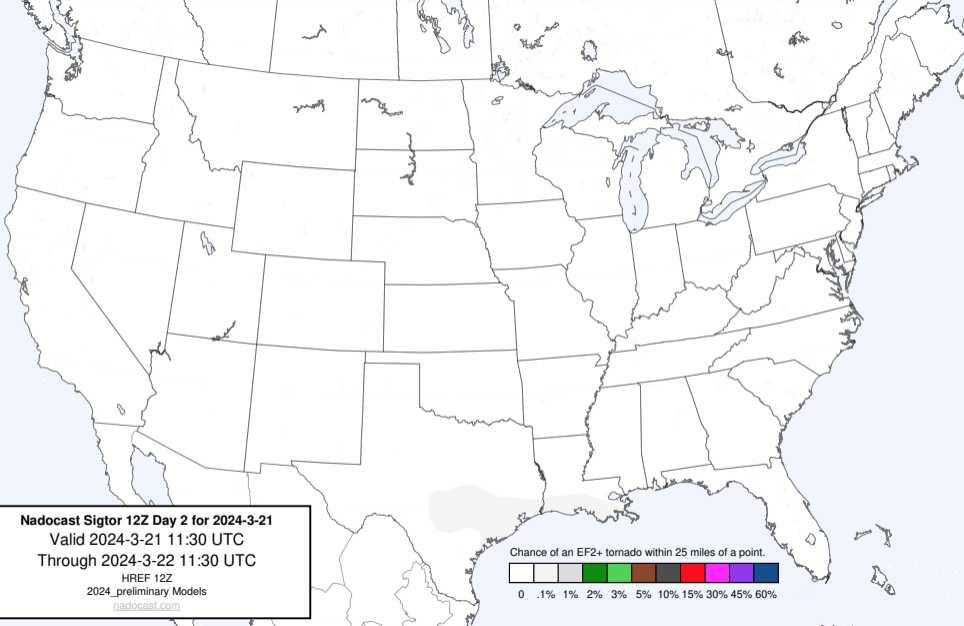 Nadocast Sigtor 12Z Day 2 for 2024-3-21
Valid 2024-3-21 11:30 UTC
Through 2024-3-22 11:30 UTC
HREF 12Z
2024_preliminary Models
nadocast.com
Chance of an EF2+ tornado within 25 miles of a point.
0 .1% 1% 2% 3% 5% 10% 15% 30% 45% 60%